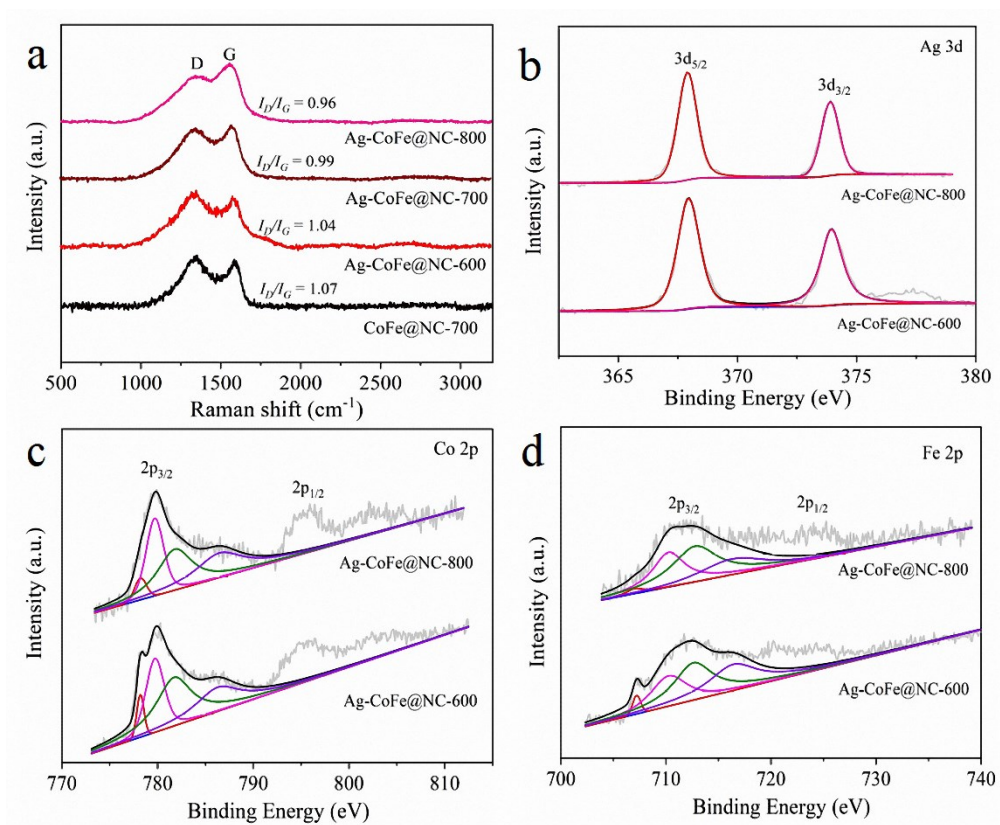 a
D
G
I_D/I_G = 0.96
Ag-CoFe@NC-800
I_D/I_G = 0.99
Ag-CoFe@NC-700
I_D/I_G = 1.04
Ag-CoFe@NC-600
I_D/I_G = 1.07
CoFe@NC-700
Intensity (a.u.)
500 1000 1500 2000 2500 3000
Raman shift (cm⁻¹)
b
Ag 3d
3d₅/₂
3d₃/₂
Ag-CoFe@NC-800
Ag-CoFe@NC-600
Intensity (a.u.)
365 370 375 380
Binding Energy (eV)
c
Co 2p
2p₃/₂
2p₁/₂
Ag-CoFe@NC-800
Ag-CoFe@NC-600
Intensity (a.u.)
770 780 790 800 810
Binding Energy (eV)
d
Fe 2p
2p₃/₂
2p₁/₂
Ag-CoFe@NC-800
Ag-CoFe@NC-600
Intensity (a.u.)
700 710 720 730 740
Binding Energy (eV)